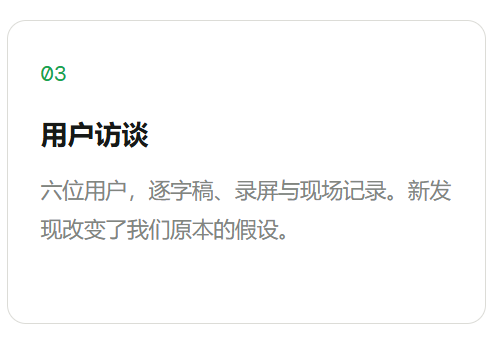 03
用户访谈
六位用户，逐字稿、录屏与现场记录。新发
现改变了我们原本的假设。